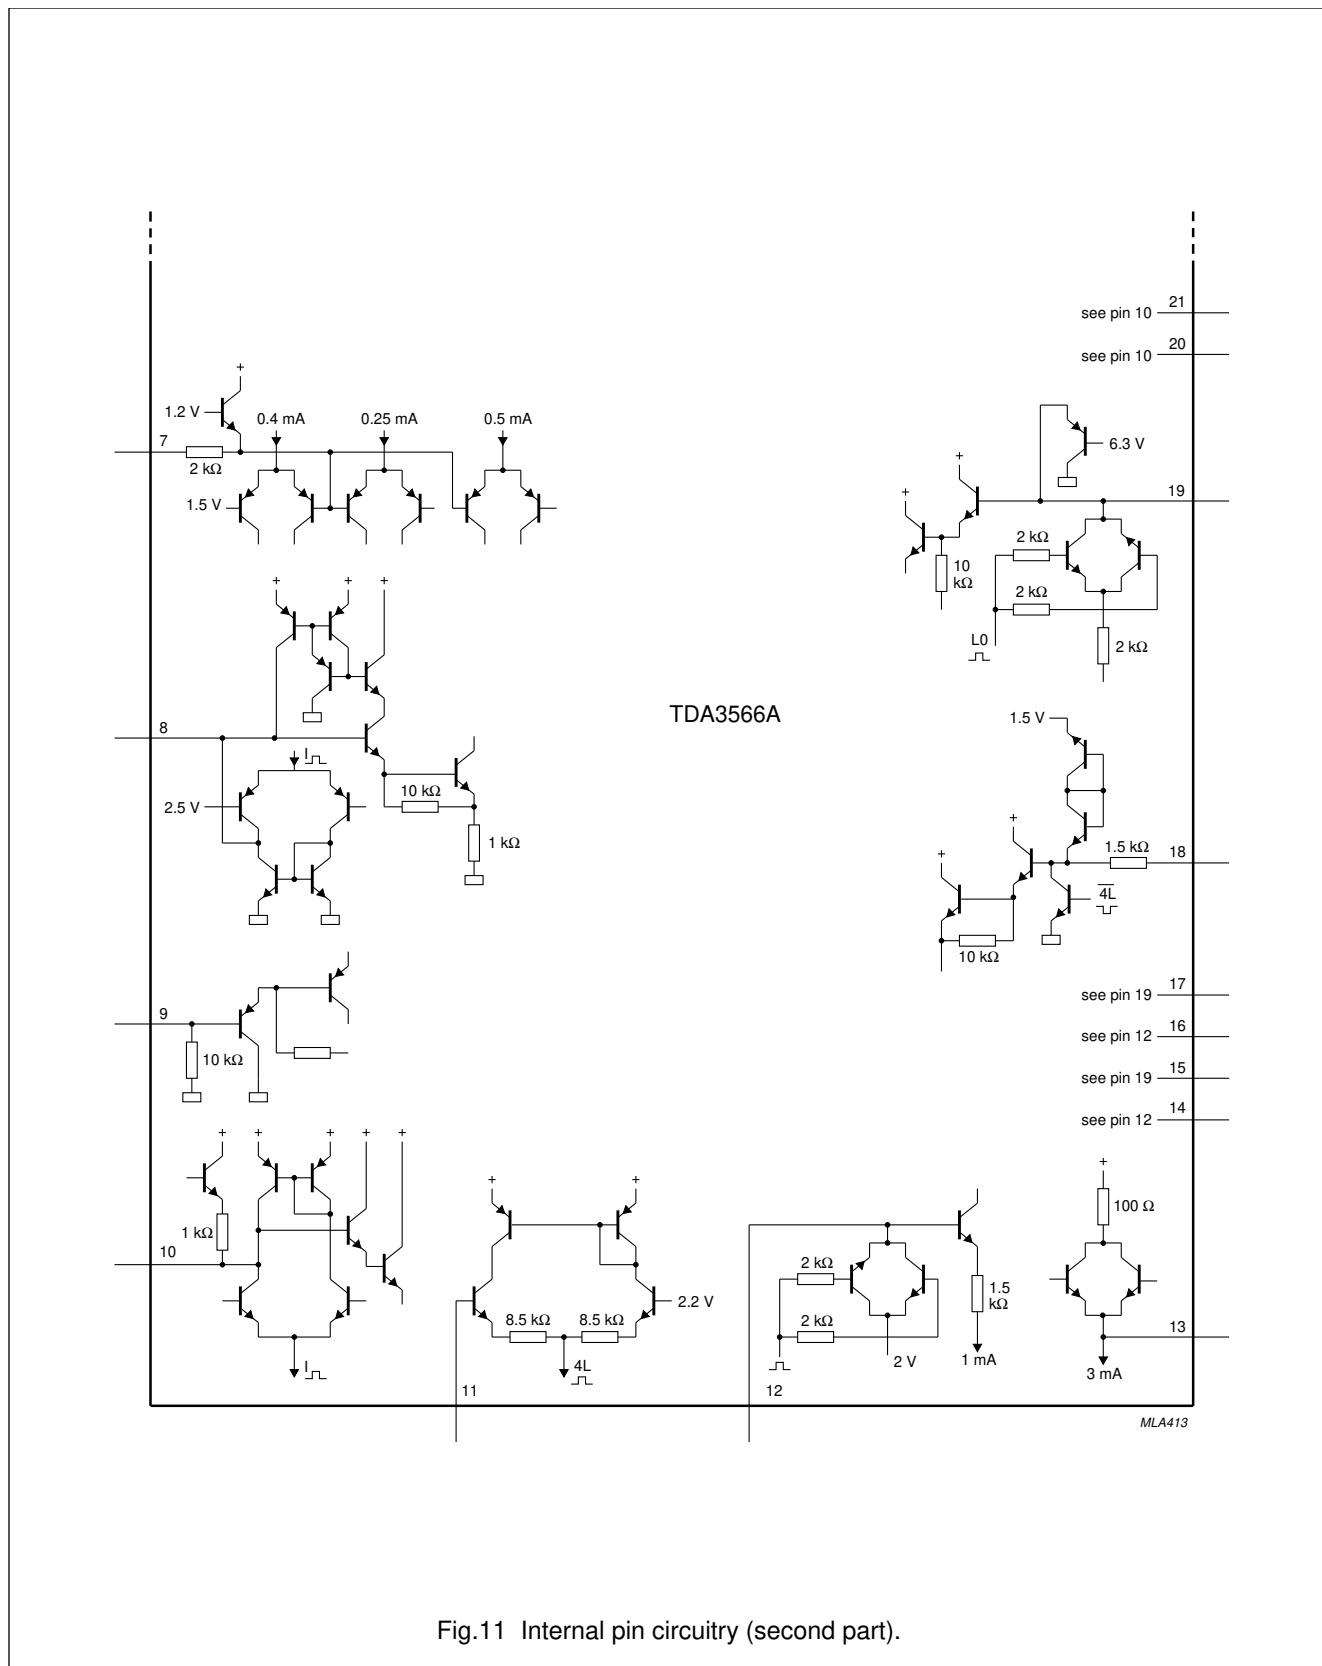 21
see pin 10
20
see pin 10
+
1.2 V
0.4 mA
0.25 mA
0.5 mA
7
2 kΩ
1.5 V
6.3 V
+
+
19
2 kΩ
10
kΩ
2 kΩ
L0
2 kΩ
+
+
+
TDA3566A
8
I
2.5 V
10 kΩ
1 kΩ
1.5 V
+
+
1.5 kΩ
18
4L
10 kΩ
9
10 kΩ
17
see pin 19
16
see pin 12
15
see pin 19
14
see pin 12
+
+
+
+
+
1 kΩ
10
I
+
+
2.2 V
8.5 kΩ
8.5 kΩ
4L
11
2 kΩ
2 kΩ
2 V
1.5
kΩ
1 mA
12
+
100 Ω
13
3 mA
MLA413
Fig.11 Internal pin circuitry (second part).